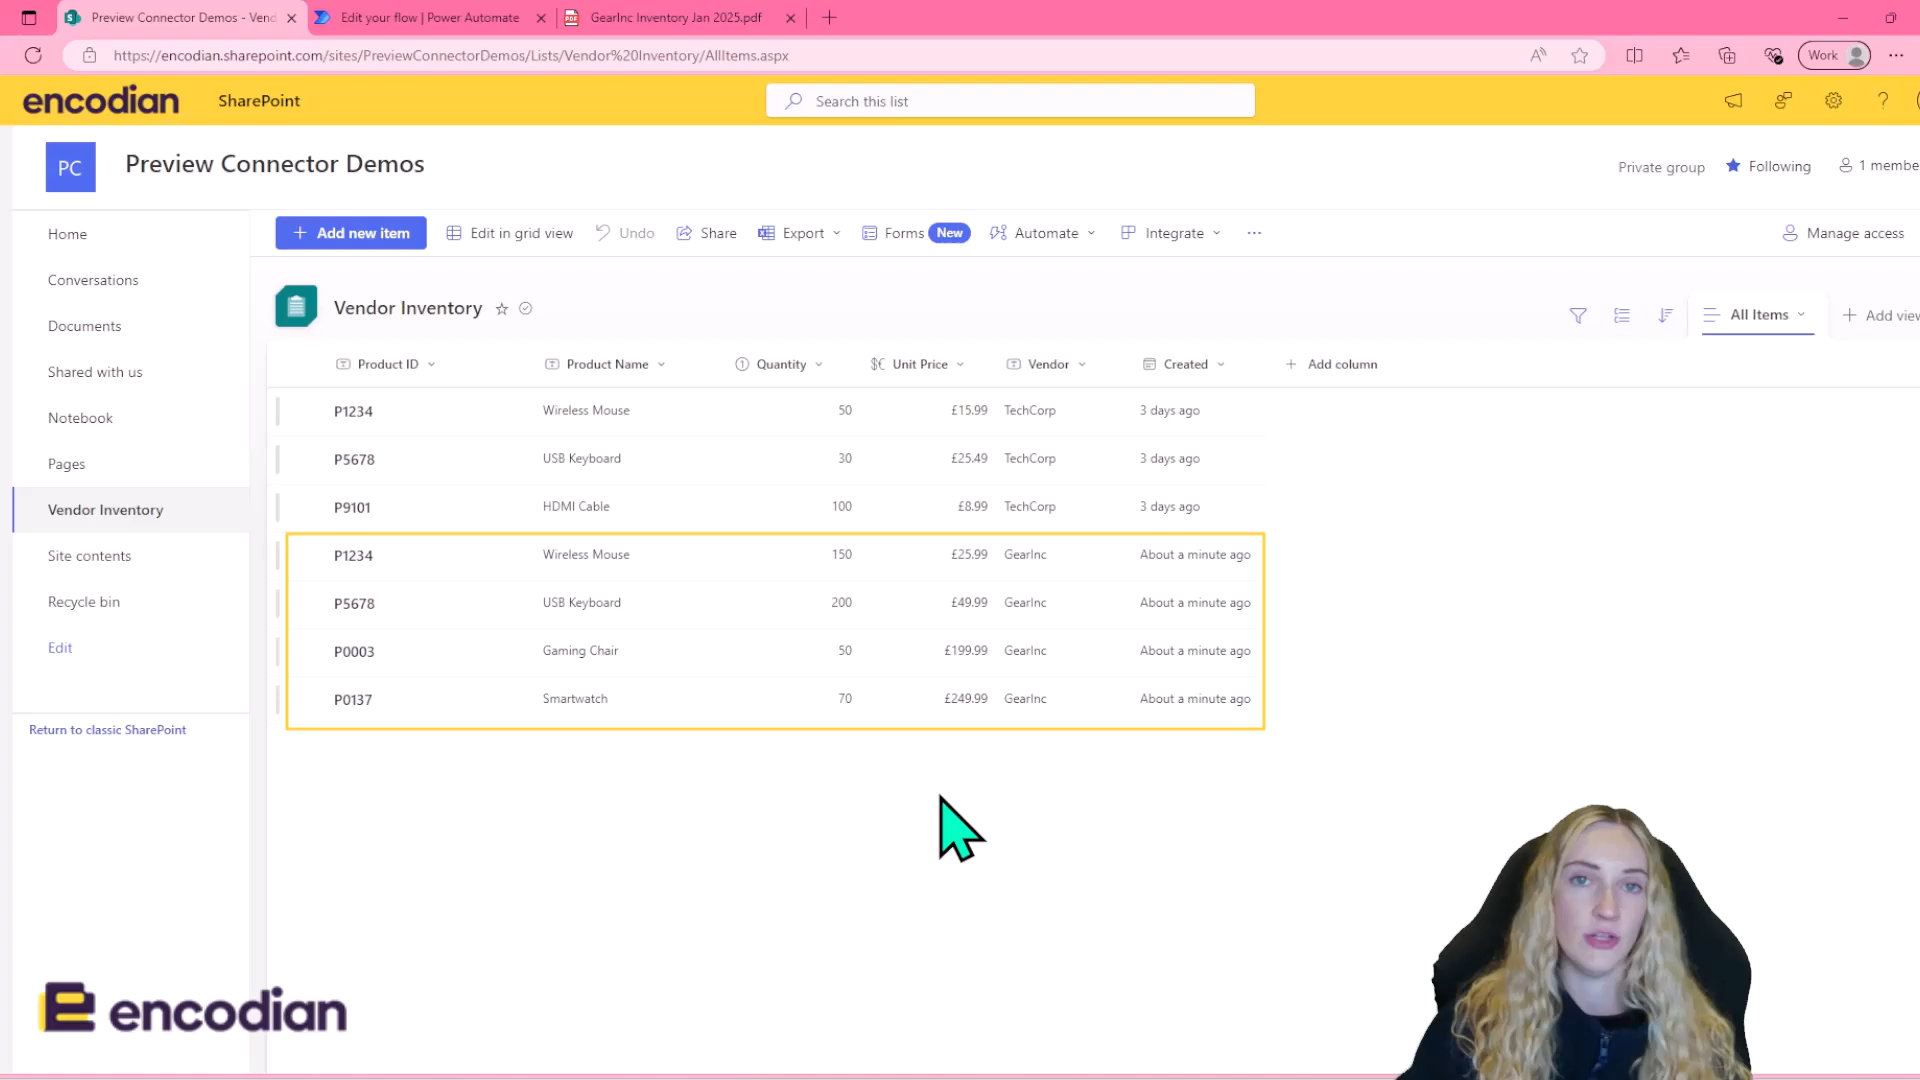 Preview Connector Demos - Vend
Edit your flow | Power Automate
GearInc Inventory Jan 2025.pdf
https://encodian.sharepoint.com/sites/PreviewConnectorDemos/Lists/Vendor%20Inventory/AllItems.aspx
Work
encodian
SharePoint
Search this list
PC
Preview Connector Demos
Private group
Following
1 membe
Home
Conversations
Documents
Shared with us
Notebook
Pages
Vendor Inventory
Site contents
Recycle bin
Edit
Return to classic SharePoint
Add new item
Edit in grid view
Undo
Share
Export
Forms
New
Automate
Integrate
Manage access
Vendor Inventory
All Items
Add view
Product ID Product Name Quantity Unit Price Vendor Created Add column
P1234 Wireless Mouse 50 £15.99 TechCorp 3 days ago
P5678 USB Keyboard 30 £25.49 TechCorp 3 days ago
P9101 HDMI Cable 100 £8.99 TechCorp 3 days ago
P1234 Wireless Mouse 150 £25.99 GearInc About a minute ago
P5678 USB Keyboard 200 £49.99 GearInc About a minute ago
P0003 Gaming Chair 50 £199.99 GearInc About a minute ago
P0137 Smartwatch 70 £249.99 GearInc About a minute ago
encodian